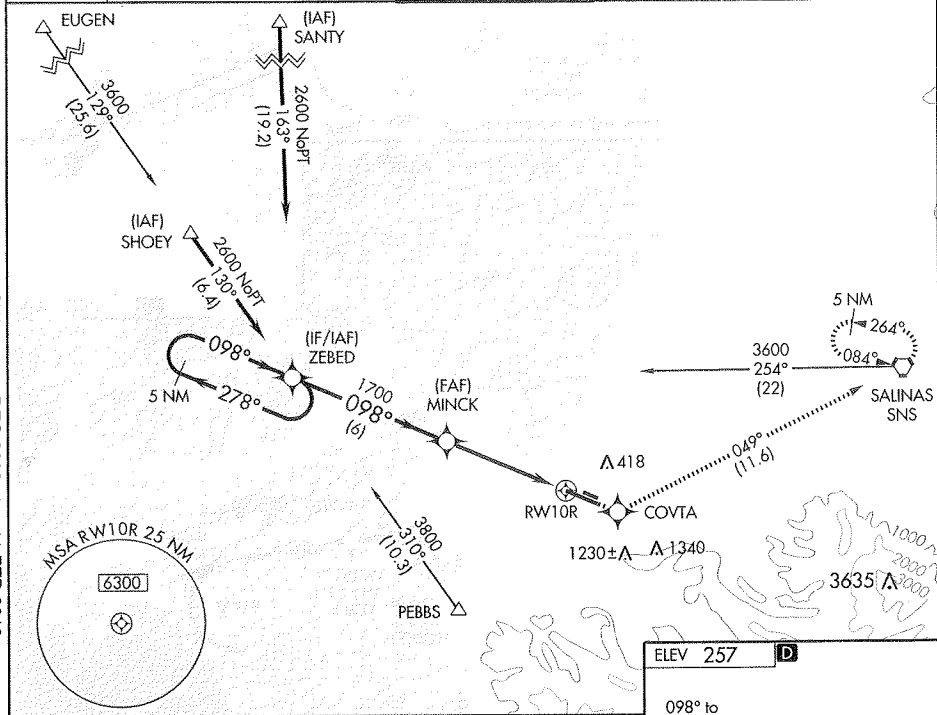 EUGEN
(IAF)
SANTY
3600
129°
(25.6)
2600 NoPT
163°
(19.2)
(IAF)
SHOEY
2600 NoPT
130°
(6.4)
(IF/IAF)
ZEBED
098°
278°
5 NM
1700
098°
(6)
(FAF)
MINCK
5 NM
264°
084°
3600
254°
(22)
SALINAS
SNS
049°
(11.6)
418
RW10R
COVTA
1230±
1340
3635
1000
2000
3000
3800
310°
(10.3)
PEBBS
MSA RW10R 25 NM
6300
ELEV 257 D
098° to